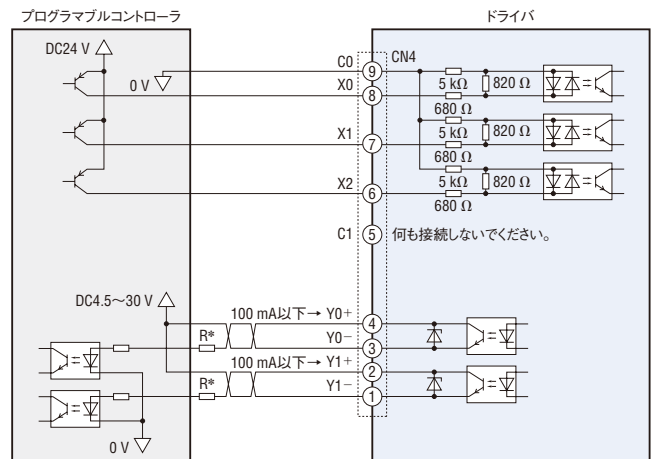 プログラマブルコントローラ
ドライバ
DC24 V
0 V
C0
X0
X1
X2
C1
CN4
9
8
7
6
5
5 kΩ
820 Ω
680 Ω
5 kΩ
820 Ω
680 Ω
5 kΩ
820 Ω
680 Ω
何も接続しないでください。
DC4.5～30 V
100 mA以下→ Y0+
R* Y0−
100 mA以下→ Y1+
R* Y1−
4
3
2
1
0 V